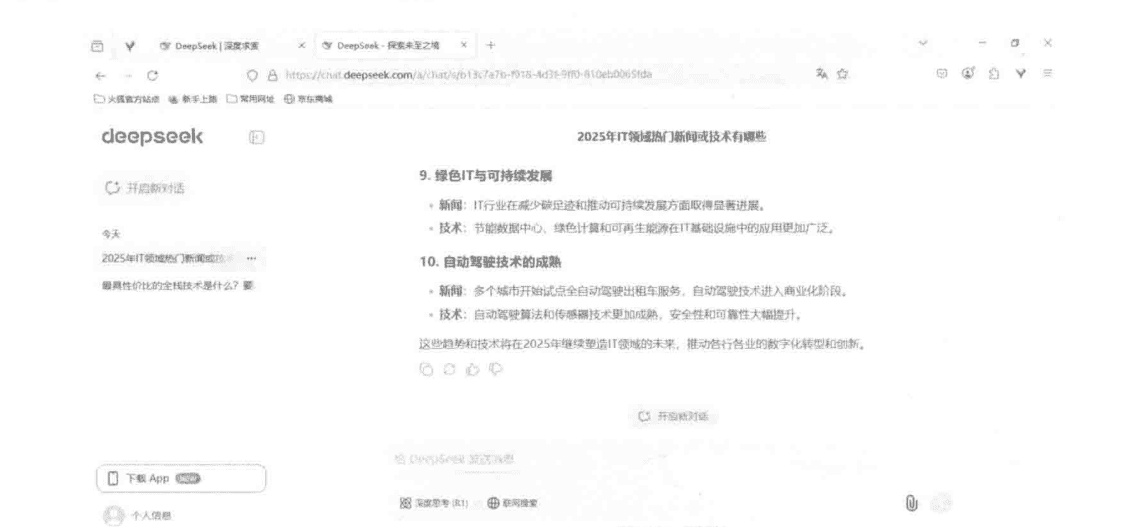 DeepSeek | 深度求索
DeepSeek - 探索未至之境
https://chat.deepseek.com/a/chat/s/
火狐官方站点 新手上路 常用网址 京东商城
deepseek
2025年IT领域热门新闻或技术有哪些
开启新对话
9. 绿色IT与可持续发展
• 新闻：IT行业在减少碳足迹和推动可持续发展方面取得显著进展。
• 技术：节能数据中心、绿色计算和可再生能源在IT基础设施中的应用更加广泛。
今天
2025年IT领域热门新闻或技 ...
最具性价比的全栈技术是什么？要
10. 自动驾驶技术的成熟
• 新闻：多个城市开始试点全自动驾驶出租车服务，自动驾驶技术进入商业化阶段。
• 技术：自动驾驶算法和传感器技术更加成熟，安全性和可靠性大幅提升。
这些趋势和技术将在2025年继续塑造IT领域的未来，推动各行各业的数字化转型和创新。
开启新对话
给 DeepSeek 发送消息
下载 App NEW
深度思考 (R1) 联网搜索
个人信息